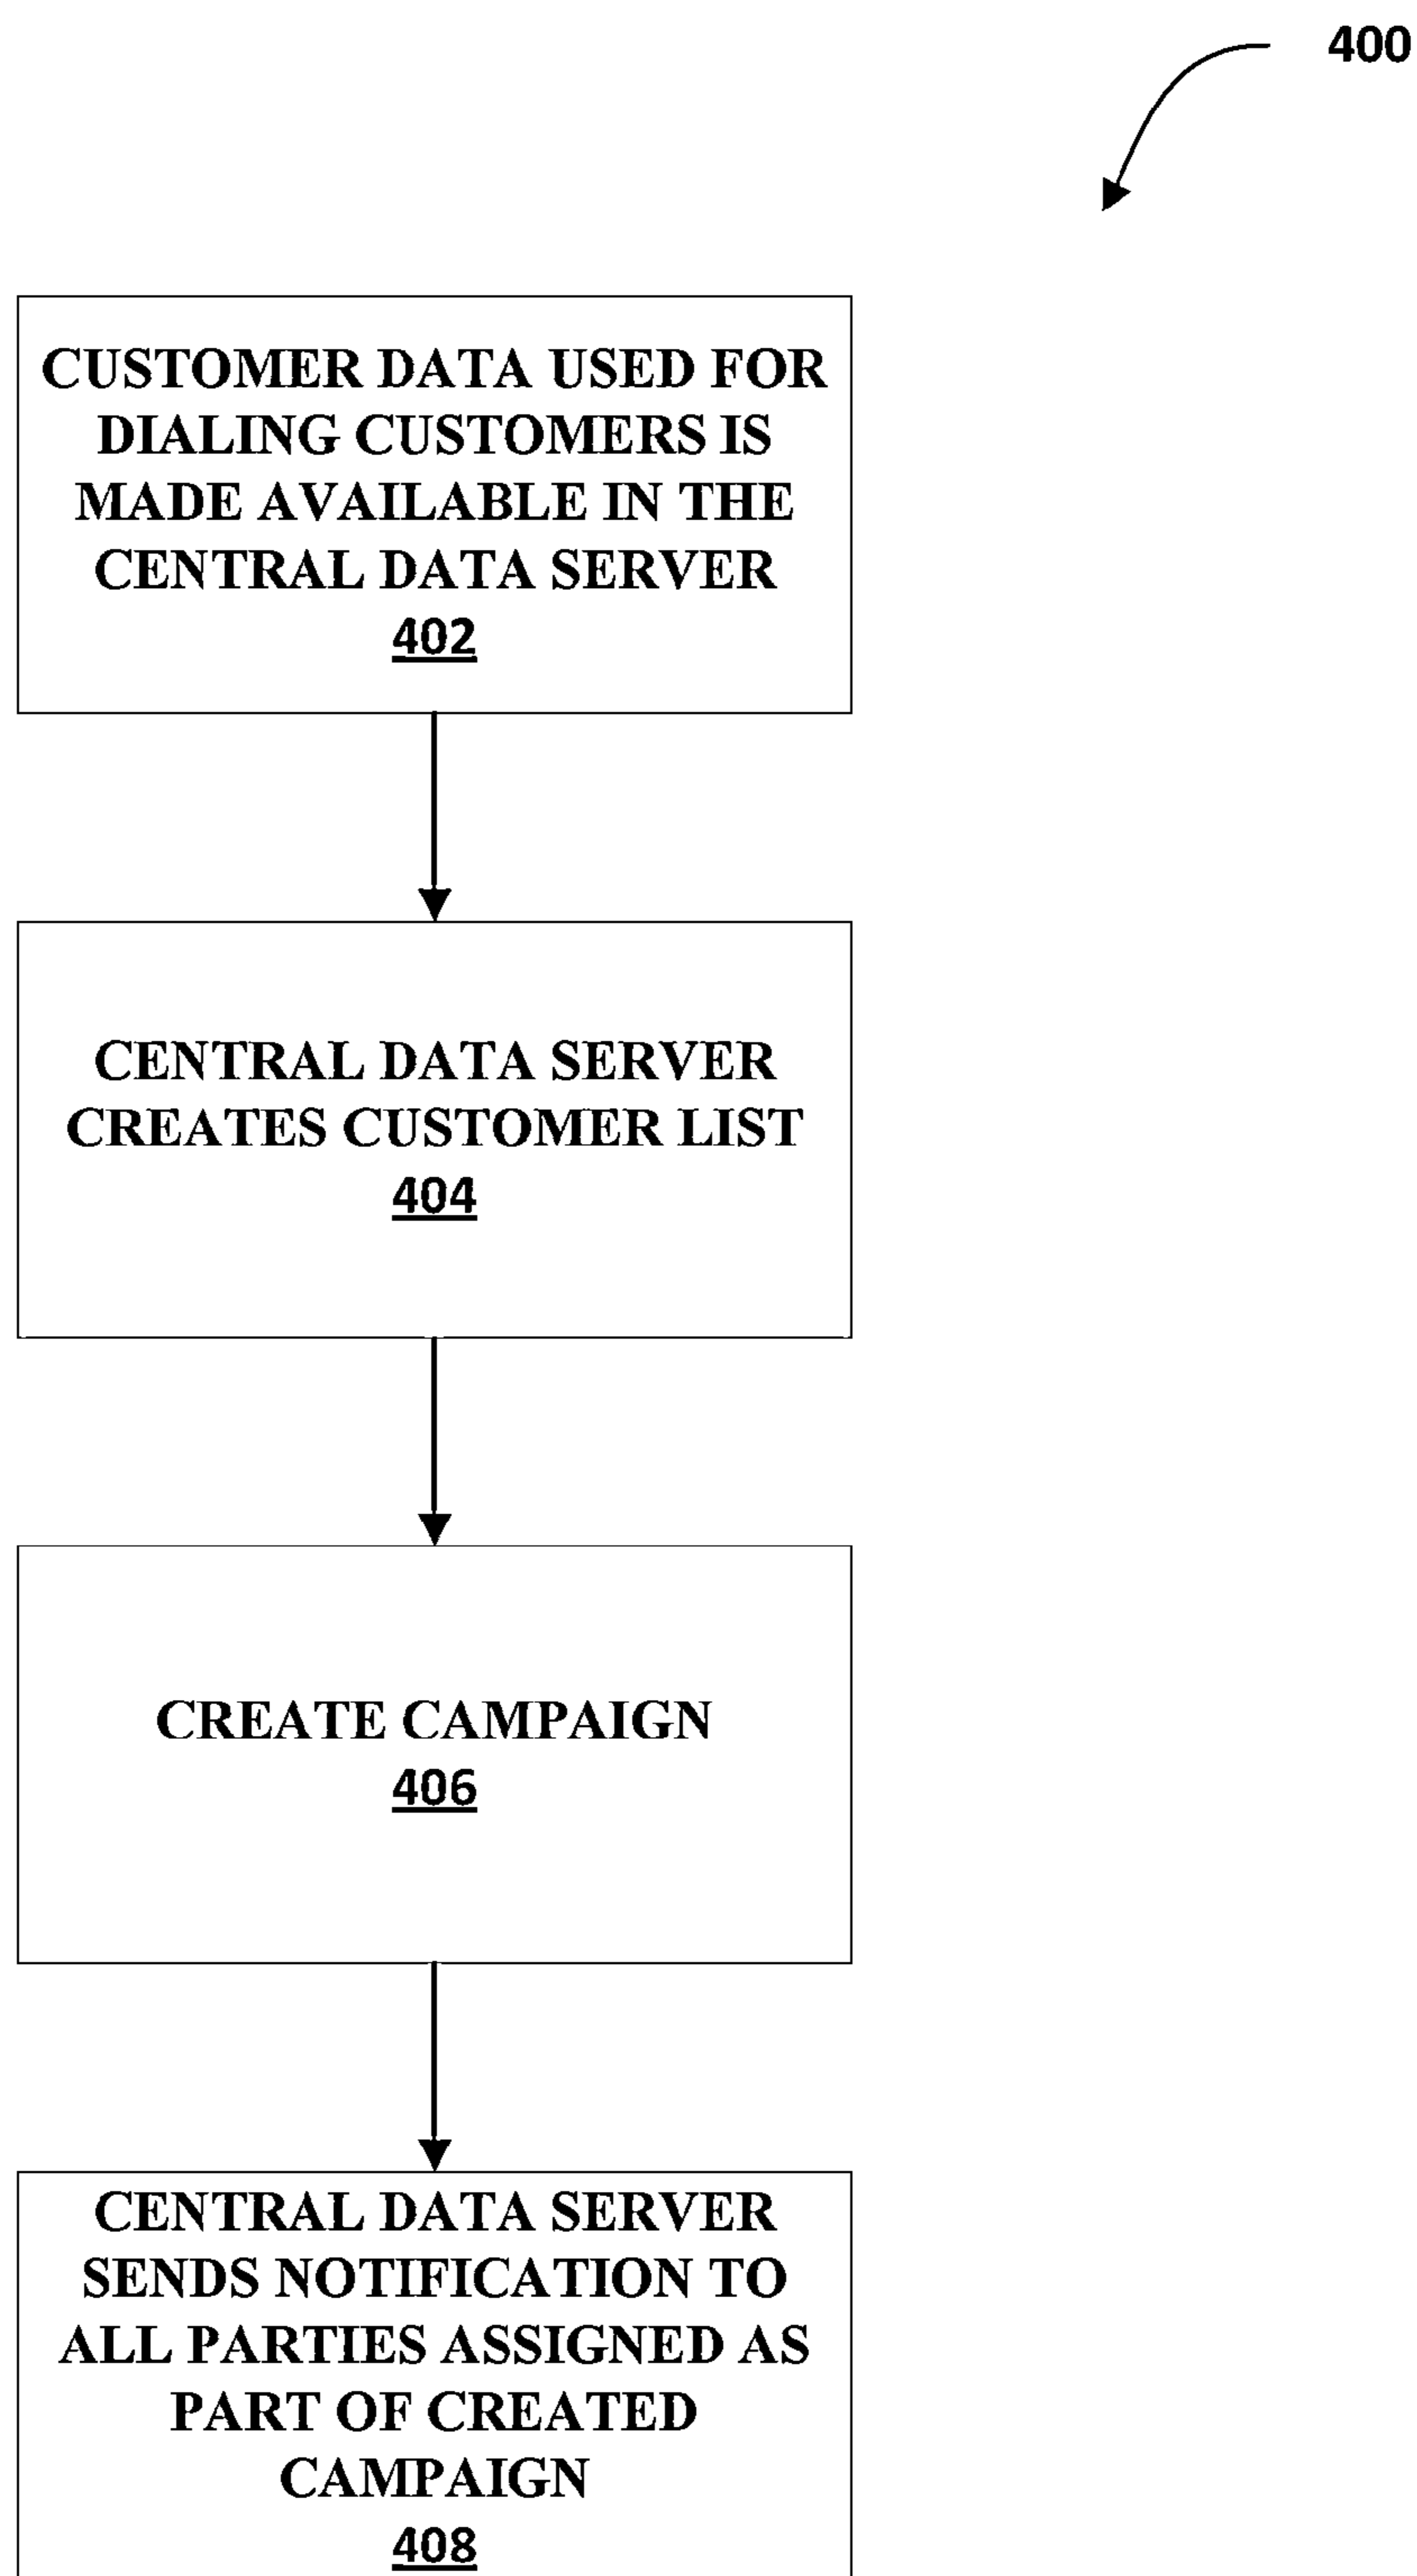 400
CUSTOMER DATA USED FOR
DIALING CUSTOMERS IS
MADE AVAILABLE IN THE
CENTRAL DATA SERVER
402
CENTRAL DATA SERVER
CREATES CUSTOMER LIST
404
CREATE CAMPAIGN
406
CENTRAL DATA SERVER
SENDS NOTIFICATION TO
ALL PARTIES ASSIGNED AS
PART OF CREATED
CAMPAIGN
408